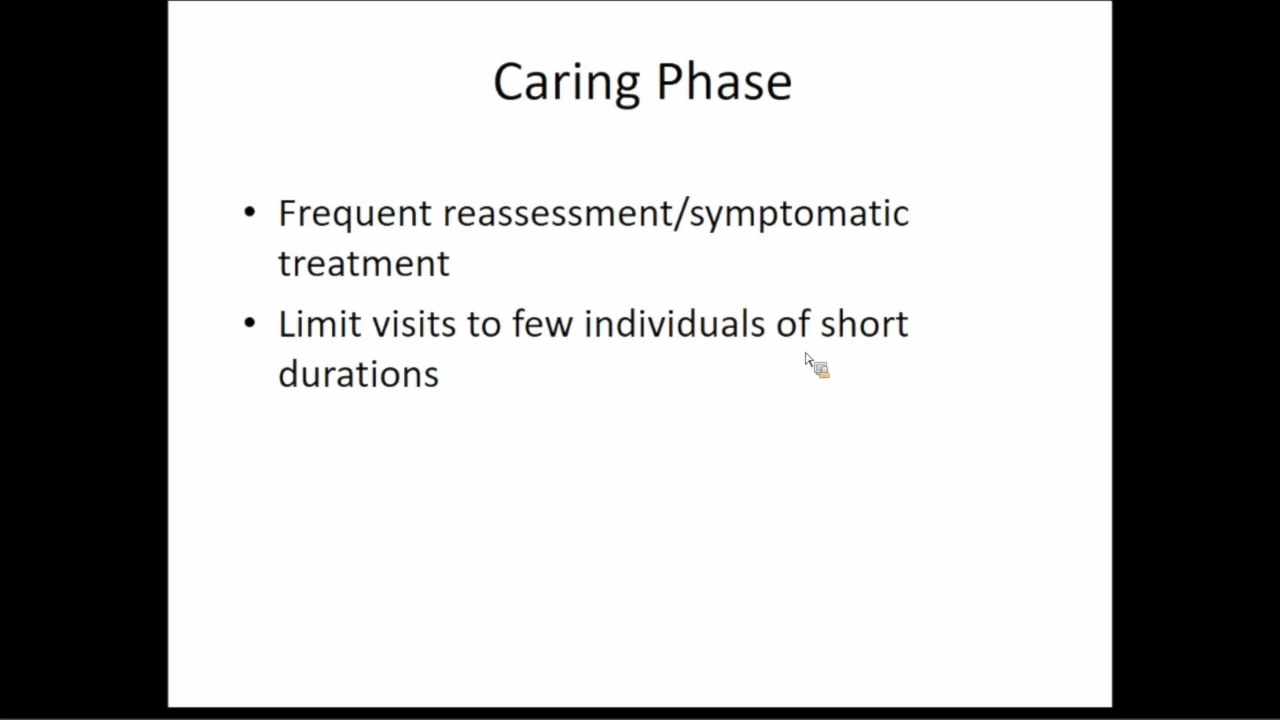 Caring Phase
• Frequent reassessment/symptomatic
treatment
• Limit visits to few individuals of short
durations